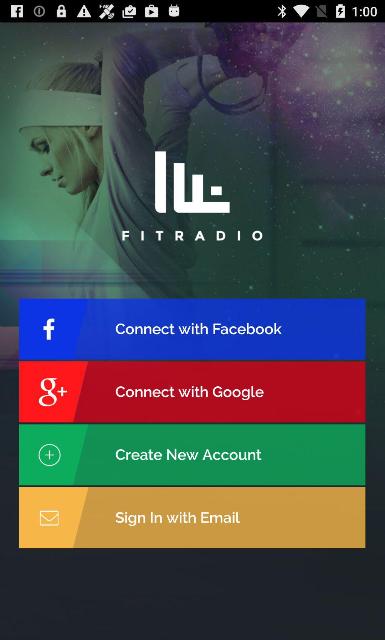 1:00
FITRADIO
Connect with Facebook
Connect with Google
Create New Account
Sign In with Email